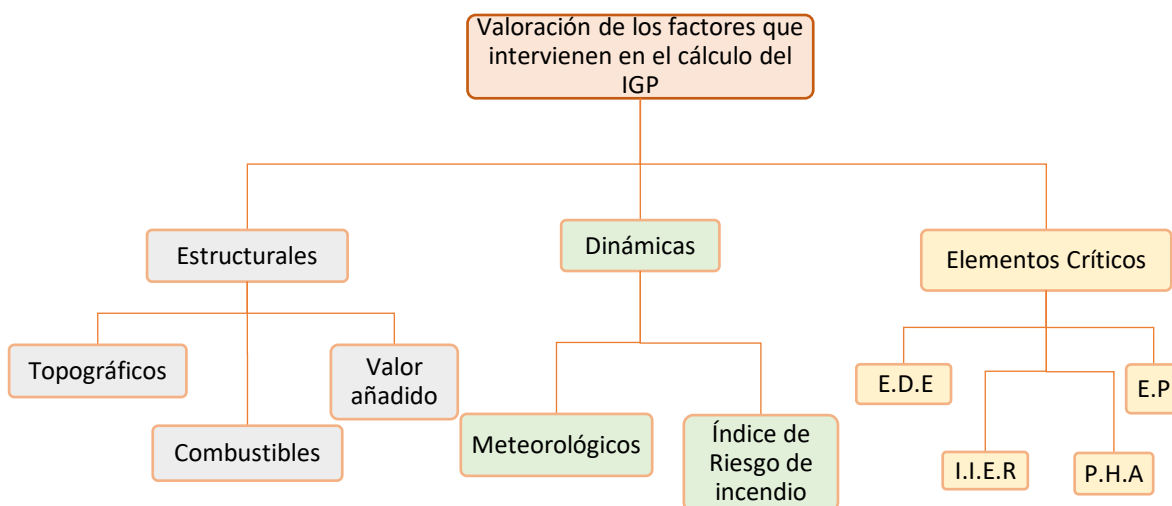 Valoración de los factores que
intervienen en el cálculo del
IGP
Estructurales
Dinámicas
Elementos Críticos
Topográficos
Valor
añadido
Combustibles
Meteorológicos
Índice de
Riesgo de
incendio
E.D.E
E.P
I.I.E.R
P.H.A